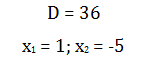 D = 36
x₁ = 1; x₂ = -5